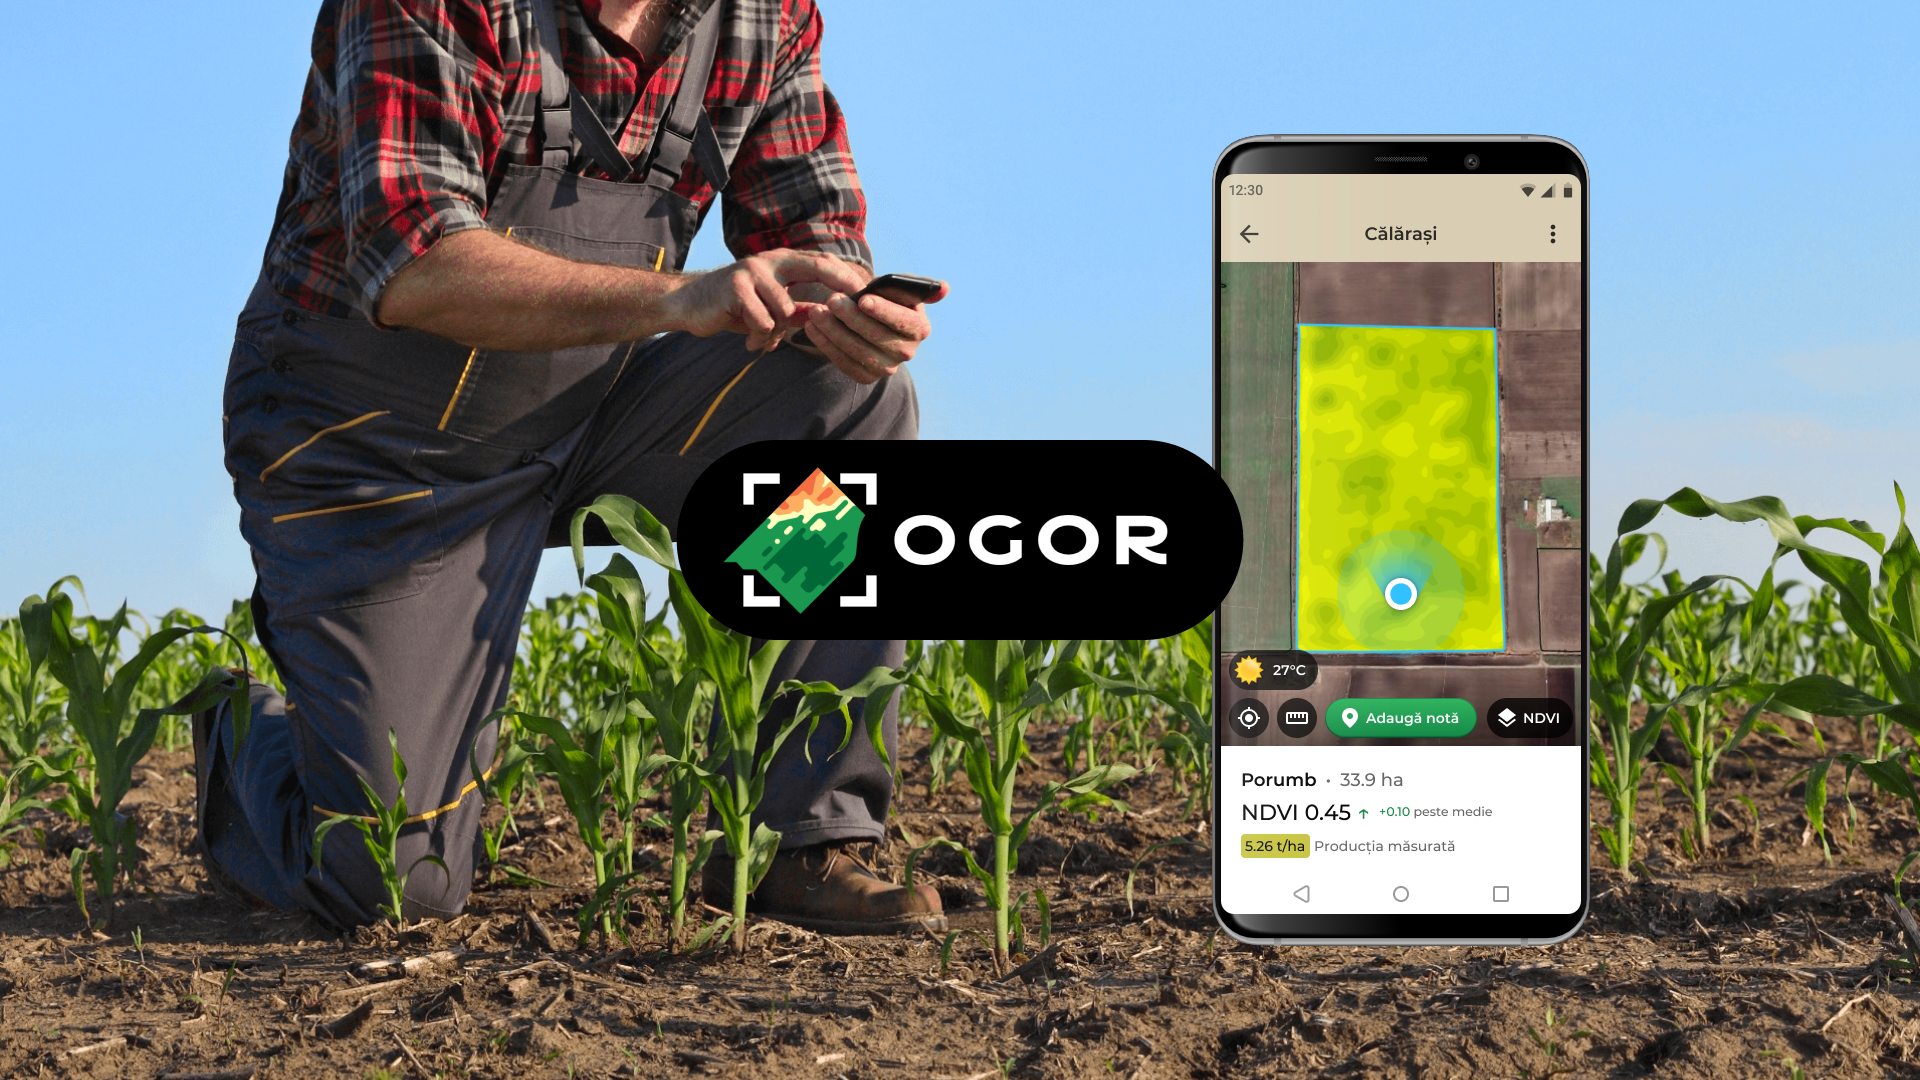 OGOR
12:30
Călărași
27°C
Adaugă notă
NDVI
Porumb • 33.9 ha
NDVI 0.45 ↑ +0.10 peste medie
5.26 t/ha Producția măsurată